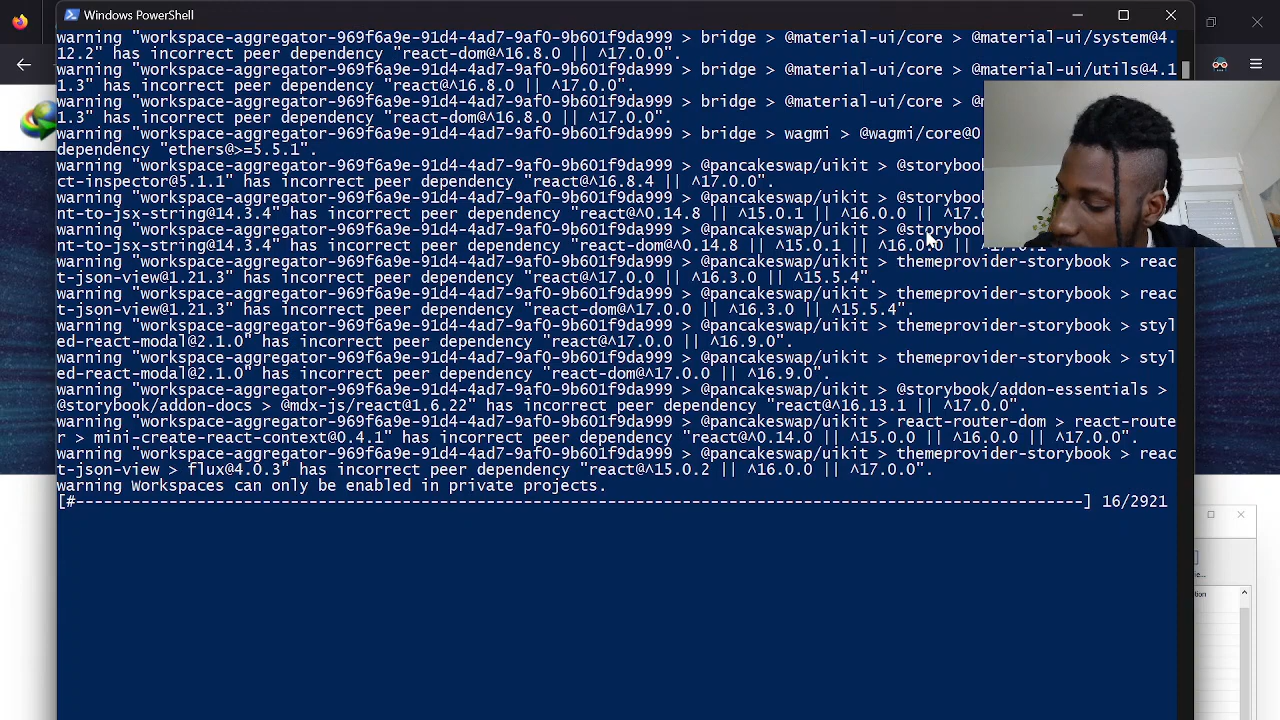 Windows PowerShell
warning "workspace-aggregator-969f6a9e-91d4-4ad7-9af0-9b601f9da999 > bridge > @material-ui/core > @material-ui/system@4.
12.2" has incorrect peer dependency "react-dom@^16.8.0 || ^17.0.0".
warning "workspace-aggregator-969f6a9e-91d4-4ad7-9af0-9b601f9da999 > bridge > @material-ui/core > @material-ui/utils@4.1
1.3" has incorrect peer dependency "react@^16.8.0 || ^17.0.0".
warning "workspace-aggregator-969f6a9e-91d4-4ad7-9af0-9b601f9da999 > bridge > @material-ui/core >
1.3" has incorrect peer dependency "react-dom@^16.8.0 || ^17.0.0".
warning "workspace-aggregator-969f6a9e-91d4-4ad7-9af0-9b601f9da999 > bridge > wagmi > @wagmi/core@0
dependency "ethers@>=5.5.1".
warning "workspace-aggregator-969f6a9e-91d4-4ad7-9af0-9b601f9da999 > @pancakeswap/uikit > @storybook
ct-inspector@5.1.1" has incorrect peer dependency "react@^16.8.4 || ^17.0.0".
warning "workspace-aggregator-969f6a9e-91d4-4ad7-9af0-9b601f9da999 > @pancakeswap/uikit > @storybook
nt-to-jsx-string@14.3.4" has incorrect peer dependency "react@^0.14.8 || ^15.0.1 || ^16.0.0 || ^17.0
warning "workspace-aggregator-969f6a9e-91d4-4ad7-9af0-9b601f9da999 > @pancakeswap/uikit > @storybook
nt-to-jsx-string@14.3.4" has incorrect peer dependency "react-dom@^0.14.8 || ^15.0.1 || ^16.0.0 ||
warning "workspace-aggregator-969f6a9e-91d4-4ad7-9af0-9b601f9da999 > @pancakeswap/uikit > themeprovider-storybook > reac
t-json-view@1.21.3" has incorrect peer dependency "react@^17.0.0 || ^16.3.0 || ^15.5.4".
warning "workspace-aggregator-969f6a9e-91d4-4ad7-9af0-9b601f9da999 > @pancakeswap/uikit > themeprovider-storybook > reac
t-json-view@1.21.3" has incorrect peer dependency "react-dom@^17.0.0 || ^16.3.0 || ^15.5.4".
warning "workspace-aggregator-969f6a9e-91d4-4ad7-9af0-9b601f9da999 > @pancakeswap/uikit > themeprovider-storybook > styl
ed-react-modal@2.1.0" has incorrect peer dependency "react@^17.0.0 || ^16.9.0".
warning "workspace-aggregator-969f6a9e-91d4-4ad7-9af0-9b601f9da999 > @pancakeswap/uikit > themeprovider-storybook > styl
ed-react-modal@2.1.0" has incorrect peer dependency "react-dom@^17.0.0 || ^16.9.0".
warning "workspace-aggregator-969f6a9e-91d4-4ad7-9af0-9b601f9da999 > @pancakeswap/uikit > @storybook/addon-essentials >
@storybook/addon-docs > @mdx-js/react@1.6.22" has incorrect peer dependency "react@^16.13.1 || ^17.0.0".
warning "workspace-aggregator-969f6a9e-91d4-4ad7-9af0-9b601f9da999 > @pancakeswap/uikit > react-router-dom > react-route
r > mini-create-react-context@0.4.1" has incorrect peer dependency "react@^0.14.0 || ^15.0.0 || ^16.0.0 || ^17.0.0".
warning "workspace-aggregator-969f6a9e-91d4-4ad7-9af0-9b601f9da999 > @pancakeswap/uikit > themeprovider-storybook > reac
t-json-view > flux@4.0.3" has incorrect peer dependency "react@^15.0.2 || ^16.0.0 || ^17.0.0".
warning Workspaces can only be enabled in private projects.
[#-----------------------------------------------------------------------------------------------] 16/2921